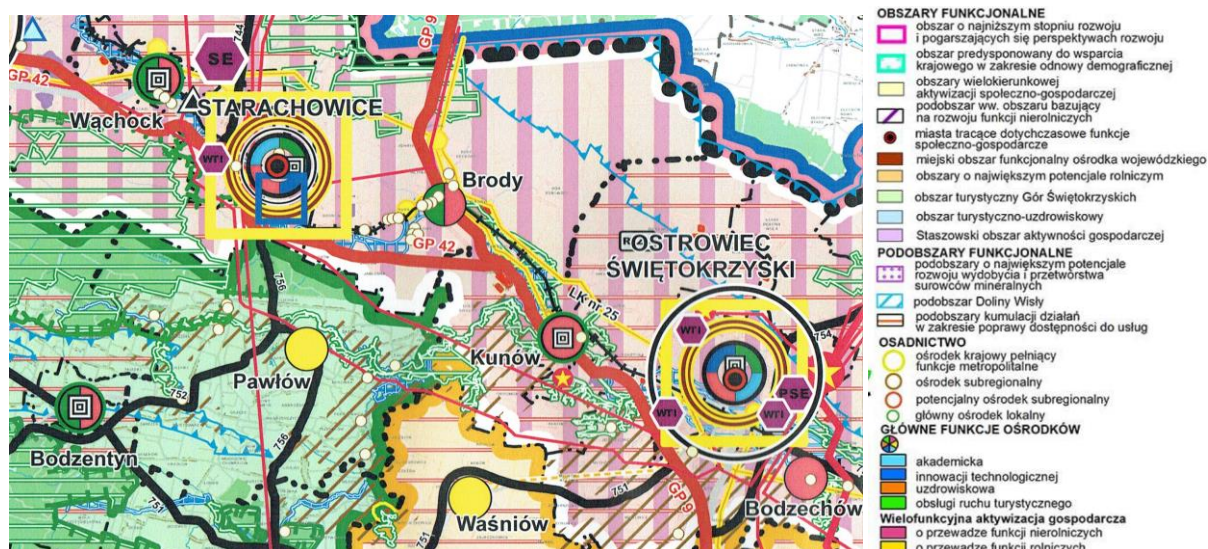 GP 9
744
GP 42
SE
STARACHOWICE
Wąchock
WTI
Brody
GP 42
OSTROWIEC
ŚWIĘTOKRZYSKI
756
LK nr 25
754
WTI
Kunów
Pawłów
PSE
WTI
WTI
752
Bodzentyn
756
751
GP 9
751
Waśniów
Bodzechów
751
OBSZARY FUNKCJONALNE
obszar o najniższym stopniu rozwoju
i pogarszających się perspektywach rozwoju
obszar predysponowany do wsparcia
krajowego w zakresie odnowy demograficznej
obszary wielokierunkowej
aktywizacji społeczno-gospodarczej
podobszar ww. obszaru bazujący
na rozwoju funkcji nierolniczych
miasta tracące dotychczasowe funkcje
społeczno-gospodarcze
miejski obszar funkcjonalny ośrodka wojewódzkiego
obszary o największym potencjale rolniczym
obszar turystyczny Gór Świętokrzyskich
obszar turystyczno-uzdrowiskowy
Staszowski obszar aktywności gospodarczej
PODOBSZARY FUNKCJONALNE
podobszary o największym potencjale
rozwoju wydobycia i przetwórstwa
surowców mineralnych
podobszar Doliny Wisły
podobszary kumulacji działań
w zakresie poprawy dostępności do usług
OSADNICTWO
ośrodek krajowy pełniący
funkcje metropolitalne
ośrodek subregionalny
potencjalny ośrodek subregionalny
główny ośrodek lokalny
GŁÓWNE FUNKCJE OŚRODKÓW
akademicka
innowacji technologicznej
uzdrowiskowa
obsługi ruchu turystycznego
Wielofunkcyjna aktywizacja gospodarcza
o przewadze funkcji nierolniczych
o przewadze funkcji rolniczych